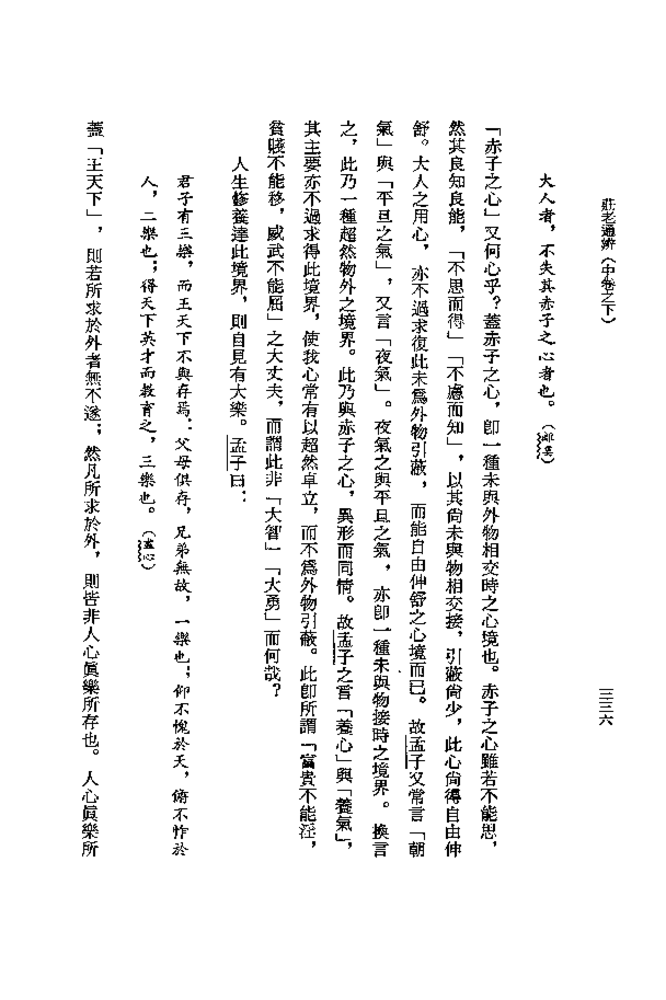 莊老通辨（中卷之下）
三三六
大人者，不失其赤子之心者也。（離婁）
「赤子之心」又何心乎？蓋赤子之心，卽一種未與外物相交時之心境也。赤子之心雖若不能思，
然其良知良能，「不思而得」「不慮而知」，以其尙未與物相交接，引蔽尙少，此心尙得自由伸
舒。大人之用心，亦不過求復此未爲外物引蔽，而能自由伸舒之心境而已。故孟子又常言「朝
氣」與「平旦之氣」，又言「夜氣」。夜氣之與平旦之氣，亦卽一種未與物接時之境界。換言
之，此乃一種超然物外之境界。此乃與赤子之心，異形而同情。故孟子之言「養心」與「養氣」，
其主要亦不過求得此境界，使我心常有以超然卓立，而不爲外物引蔽。此卽所謂「富貴不能淫，
貧賤不能移，威武不能屈」之大丈夫，而謂此非「大智」「大勇」而何哉？
人生修養達此境界，則自見有大樂。孟子曰：
君子有三樂，而王天下不與存焉：父母俱存，兄弟無故，一樂也；仰不愧於天，俯不怍於
人，二樂也；得天下英才而教育之，三樂也。（盡心）
蓋「王天下」，則若所求於外者無不遂；然凡所求於外，則皆非人心眞樂所存也。人心眞樂所